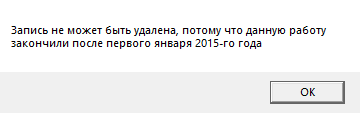 Запись не может быть удалена, потому что данную работу
закончили после первого января 2015-го года
OK